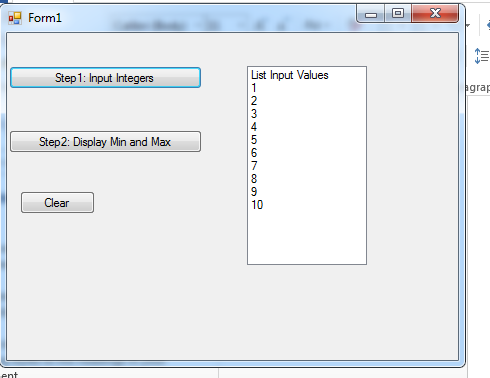 Form1
Step1: Input Integers
Step2: Display Min and Max
Clear
List Input Values
1
2
3
4
5
6
7
8
9
10